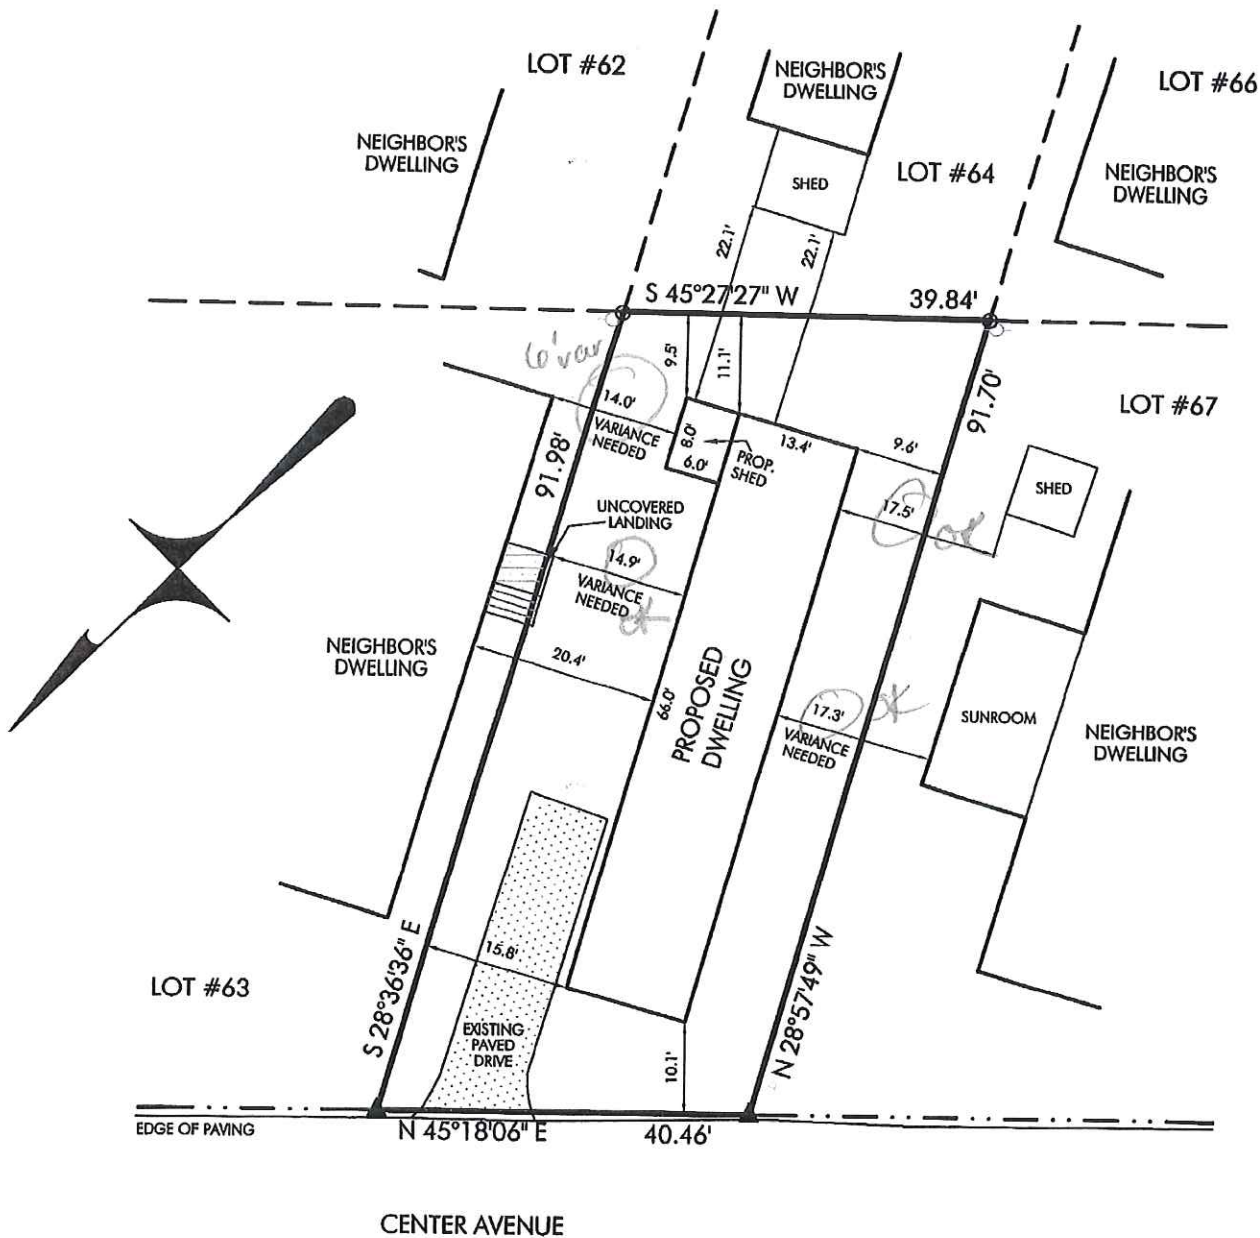 LOT #62
NEIGHBOR'S
DWELLING
LOT #66
NEIGHBOR'S
DWELLING
SHED
LOT #64
NEIGHBOR'S
DWELLING
22.1'
22.1'
S 45°27'27" W
39.84'
6' var
9.5'
11.1'
14.0'
VARIANCE
NEEDED
8.0'
6.0'
PROP.
SHED
13.4'
9.6'
91.70'
LOT #67
91.98'
UNCOVERED
LANDING
17.5'
OK
SHED
14.9'
VARIANCE
NEEDED
OK
NEIGHBOR'S
DWELLING
20.4'
66.0'
PROPOSED
DWELLING
17.3'
OK
VARIANCE
NEEDED
SUNROOM
NEIGHBOR'S
DWELLING
15.8'
S 28°36'36" E
LOT #63
EXISTING
PAVED
DRIVE
10.1'
N 28°57'49" W
EDGE OF PAVING
N 45°18'06" E
40.46'
CENTER AVENUE